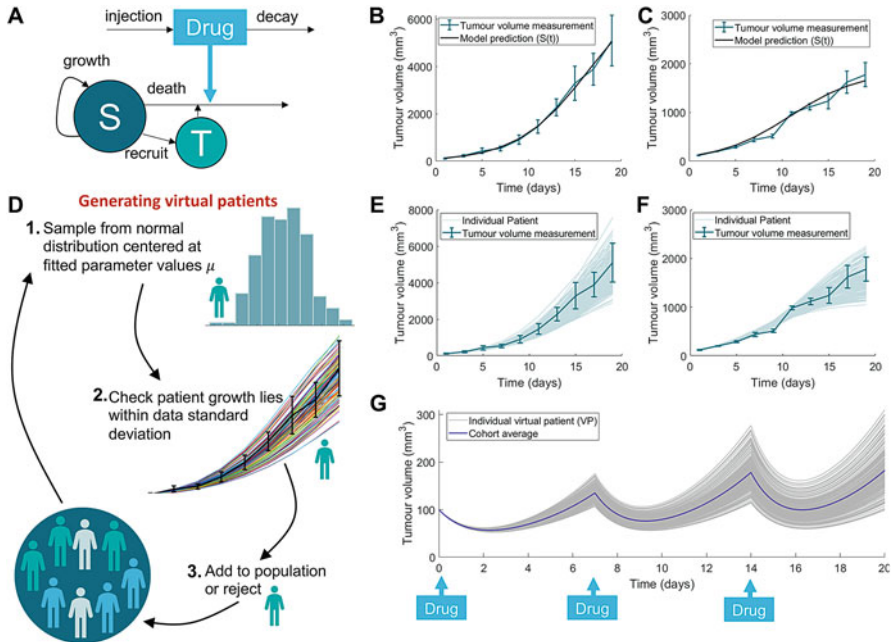 A
injection
Drug
decay
growth
death
S
T
recruit
B
Tumour volume measurement
Model prediction (S(t))
Tumour volume (mm³)
6000
4000
2000
0
0 5 10 15 20
Time (days)
C
Tumour volume measurement
Model prediction (S(t))
Tumour volume (mm³)
3000
2000
1000
0
0 5 10 15 20
Time (days)
D
Generating virtual patients
1. Sample from normal
distribution centered at
fitted parameter values μ
2. Check patient growth lies
within data standard
deviation
3. Add to population
or reject
E
Individual Patient
Tumour volume measurement
Tumour volume (mm³)
8000
6000
4000
2000
0
0 5 10 15 20
Time (days)
F
Individual Patient
Tumour volume measurement
Tumour volume (mm³)
3000
2000
1000
0
0 5 10 15 20
Time (days)
G
Individual virtual patient (VP)
Cohort average
Tumour volume (mm³)
300
200
100
0
0 2 4 6 8 10 12 14 16 18 20
Time (days)
Drug
Drug
Drug